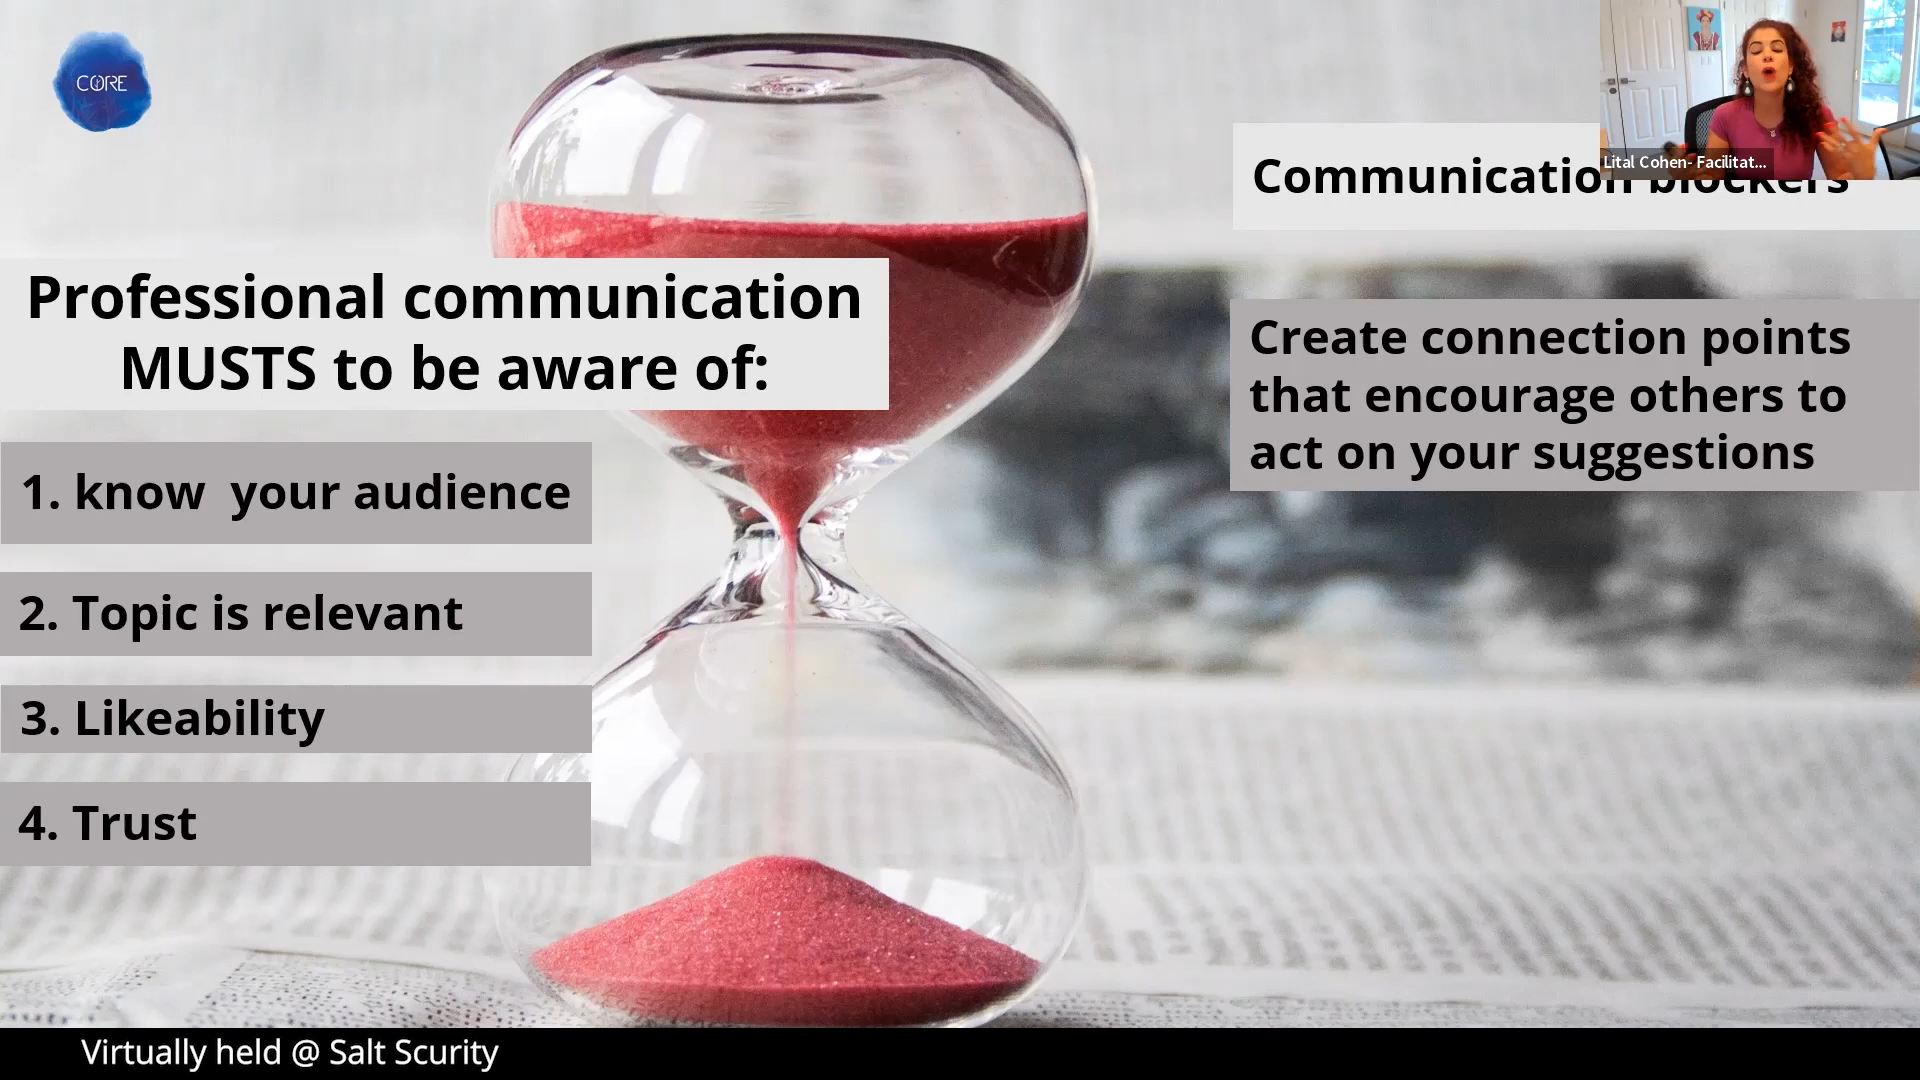 CORE
Lital Cohen- Facilitat...
Communication blockers
Professional communication
MUSTS to be aware of:
Create connection points
that encourage others to
act on your suggestions
1. know  your audience
2. Topic is relevant
3. Likeability
4. Trust
Virtually held @ Salt Scurity